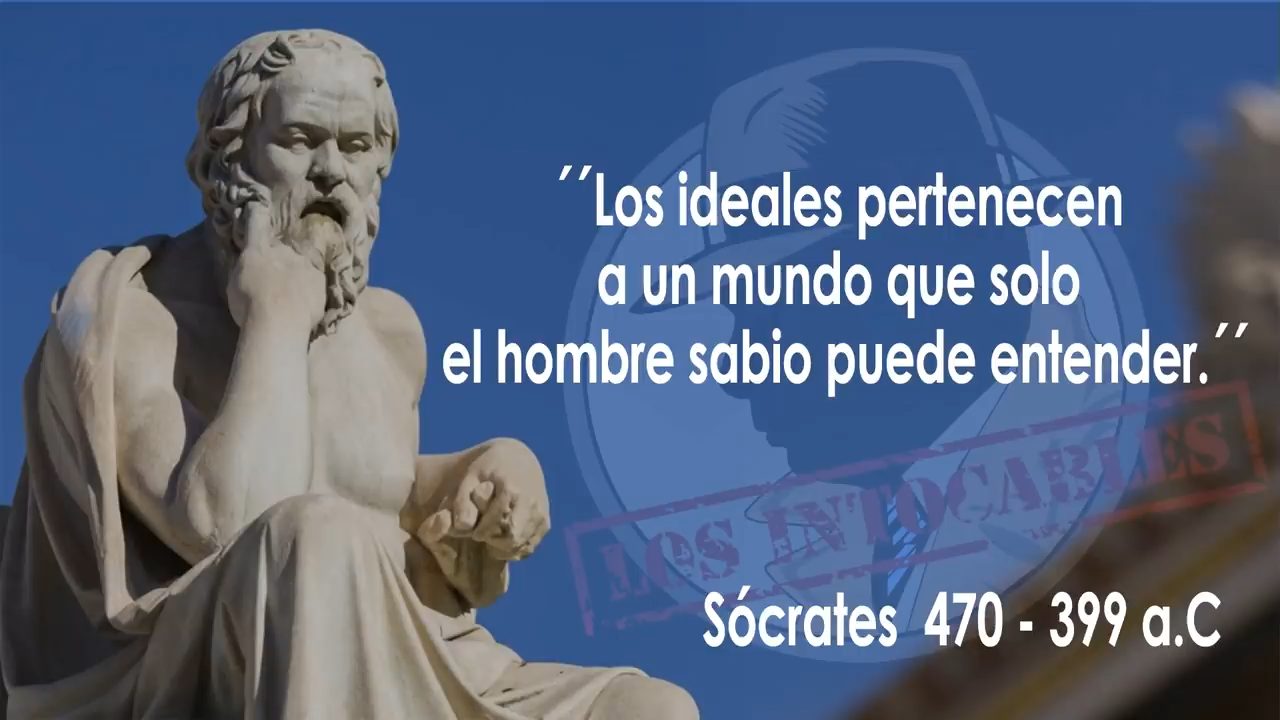 ´´Los ideales pertenecen
a un mundo que solo
el hombre sabio puede entender.´´
LOS INTOCABLES
Sócrates 470 - 399 a.C